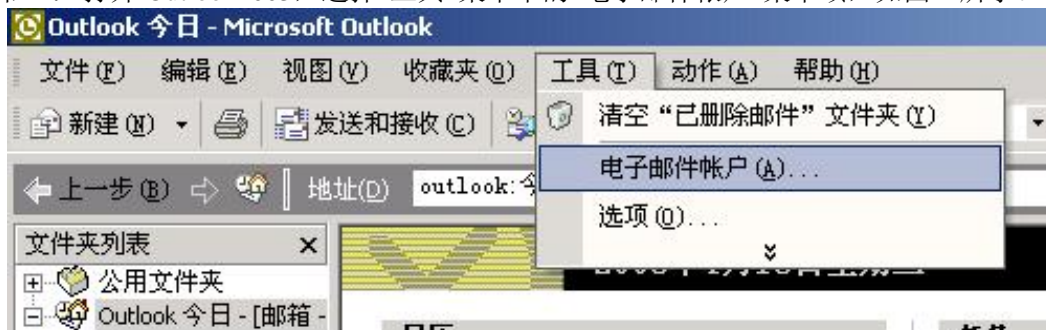 Outlook 今日 - Microsoft Outlook
文件(F) 编辑(E) 视图(V) 收藏夹(O) 工具(T) 动作(A) 帮助(H)
新建(N) 发送和接收(C) 清空“已删除邮件”文件夹(Y)
电子邮件帐户(A)...
上一步(B) 地址(D) outlook:今
选项(O)...
文件夹列表
公用文件夹
Outlook 今日 - [邮箱 -